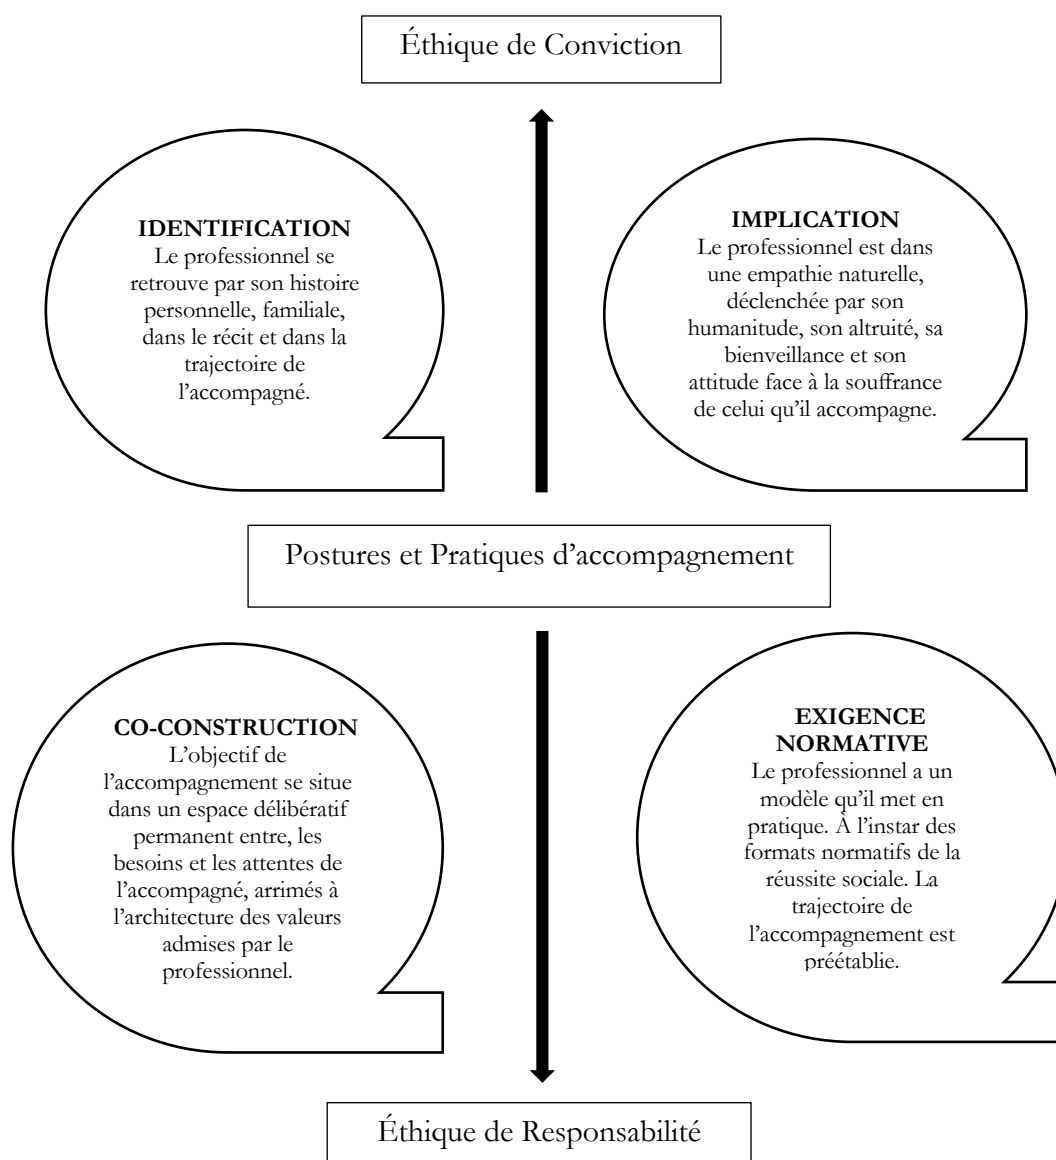 Éthique de Conviction
IDENTIFICATION
Le professionnel se
retrouve par son histoire
personnelle, familiale,
dans le récit et dans la
trajectoire de
l’accompagné.
IMPLICATION
Le professionnel est dans
une empathie naturelle,
déclenchée par son
humanitude, son altruité, sa
bienveillance et son
attitude face à la souffrance
de celui qu’il accompagne.
Postures et Pratiques d’accompagnement
CO-CONSTRUCTION
L’objectif de
l’accompagnement se situe
dans un espace délibératif
permanent entre, les
besoins et les attentes de
l’accompagné, arrimés à
l’architecture des valeurs
admises par le
professionnel.
EXIGENCE
NORMATIVE
Le professionnel a un
modèle qu’il met en
pratique. À l’instar des
formats normatifs de la
réussite sociale. La
trajectoire de
l’accompagnement est
préétablie.
Éthique de Responsabilité